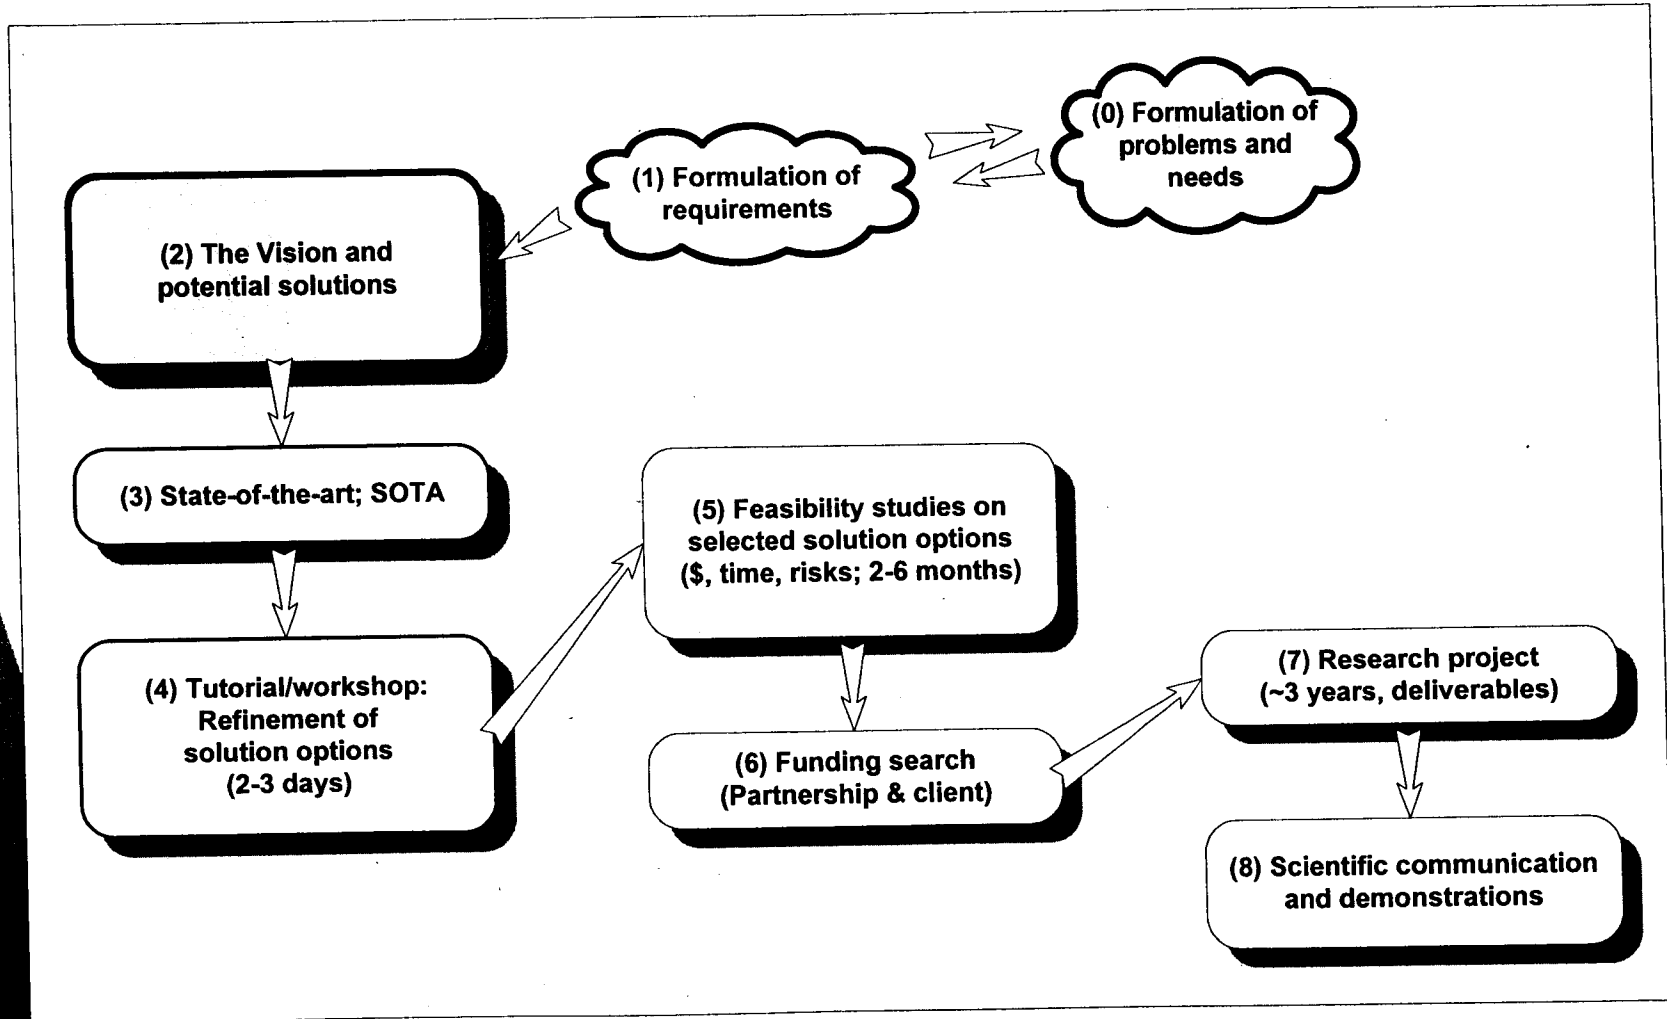 (0) Formulation of
problems and
needs
(1) Formulation of
requirements
(2) The Vision and
potential solutions
(3) State-of-the-art; SOTA
(4) Tutorial/workshop:
Refinement of
solution options
(2-3 days)
(5) Feasibility studies on
selected solution options
($, time, risks; 2-6 months)
(6) Funding search
(Partnership & client)
(7) Research project
(~3 years, deliverables)
(8) Scientific communication
and demonstrations